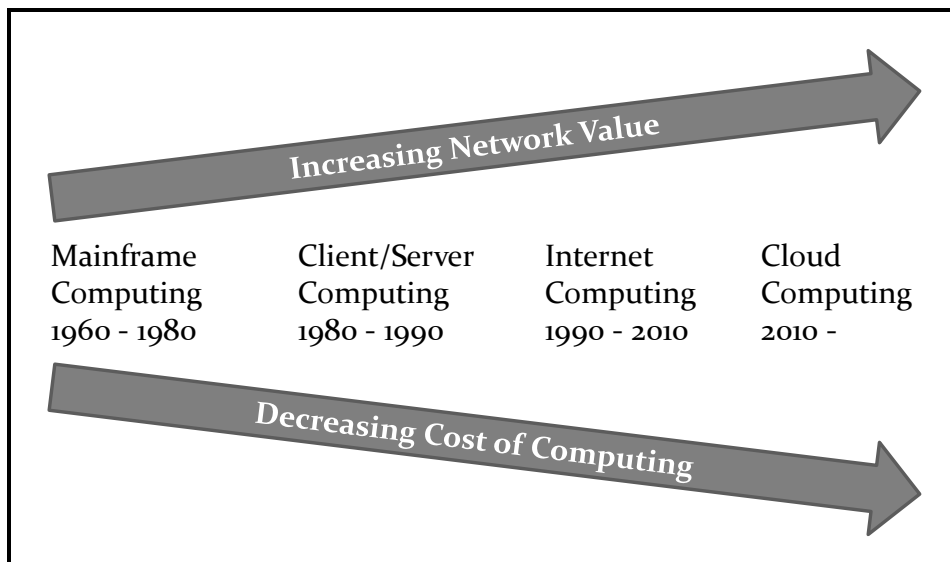 Increasing Network Value
Mainframe
Computing
1960 - 1980
Client/Server
Computing
1980 - 1990
Internet
Computing
1990 - 2010
Cloud
Computing
2010 -
Decreasing Cost of Computing